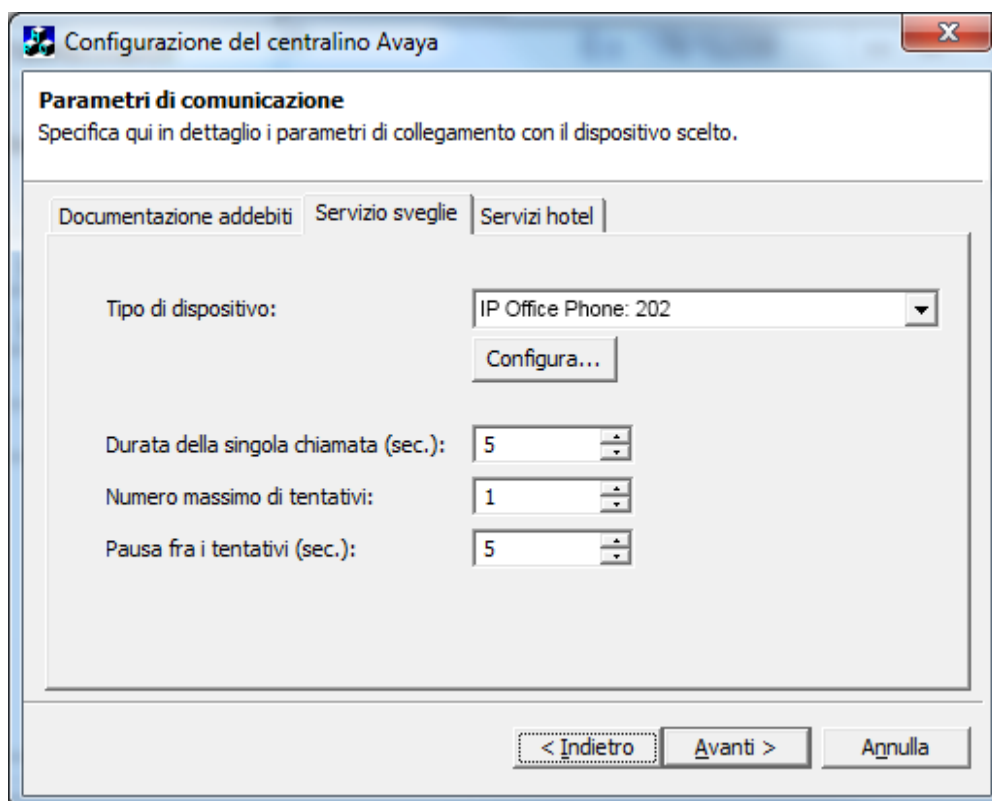 Configurazione del centralino Avaya
Parametri di comunicazione
Specifica qui in dettaglio i parametri di collegamento con il dispositivo scelto.
Documentazione addebiti Servizio sveglie Servizi hotel
Tipo di dispositivo: IP Office Phone: 202
Configura...
Durata della singola chiamata (sec.): 5
Numero massimo di tentativi: 1
Pausa fra i tentativi (sec.): 5
< Indietro Avanti > Annulla